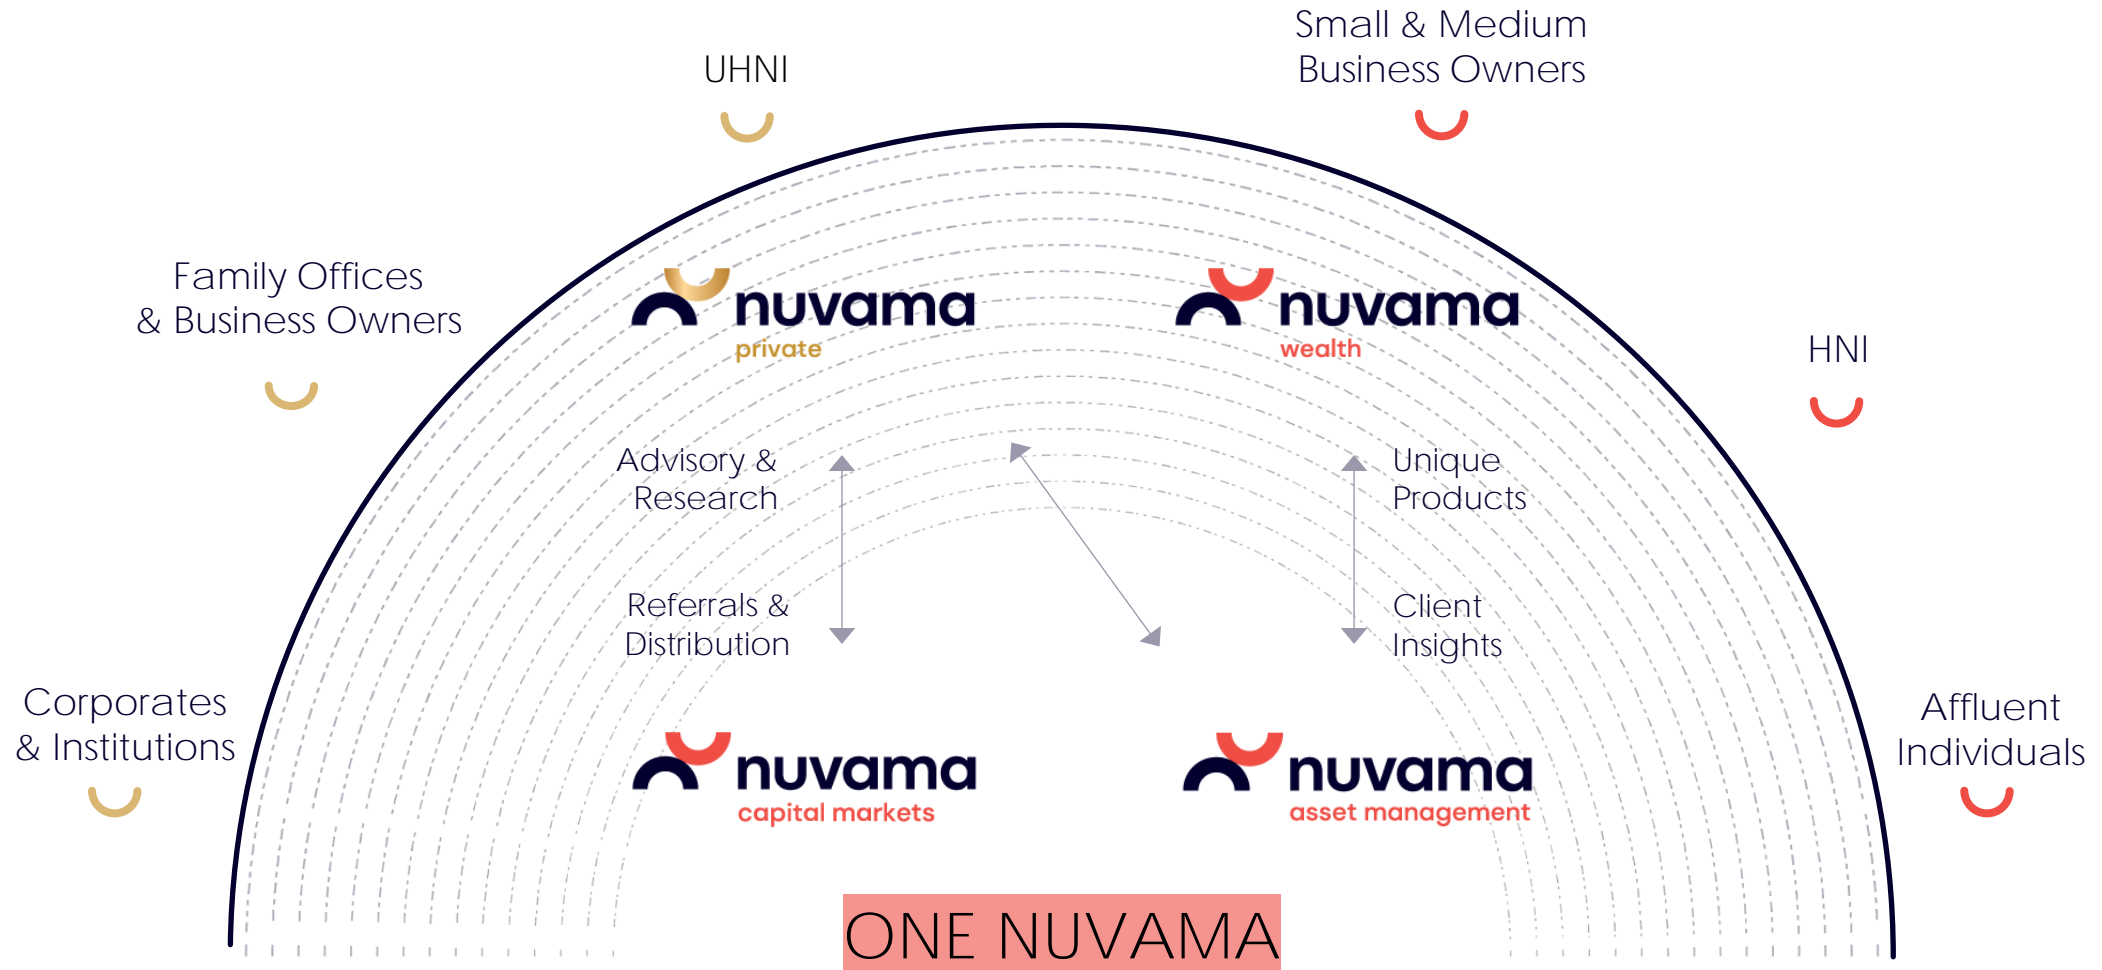 Small & Medium
Business Owners
UHNI
Family Offices
& Business Owners
nuvama
private
nuvama
wealth
HNI
Advisory &
Research
Unique
Products
Referrals &
Distribution
Client
Insights
Corporates
& Institutions
Affluent
Individuals
nuvama
capital markets
nuvama
asset management
ONE NUVAMA